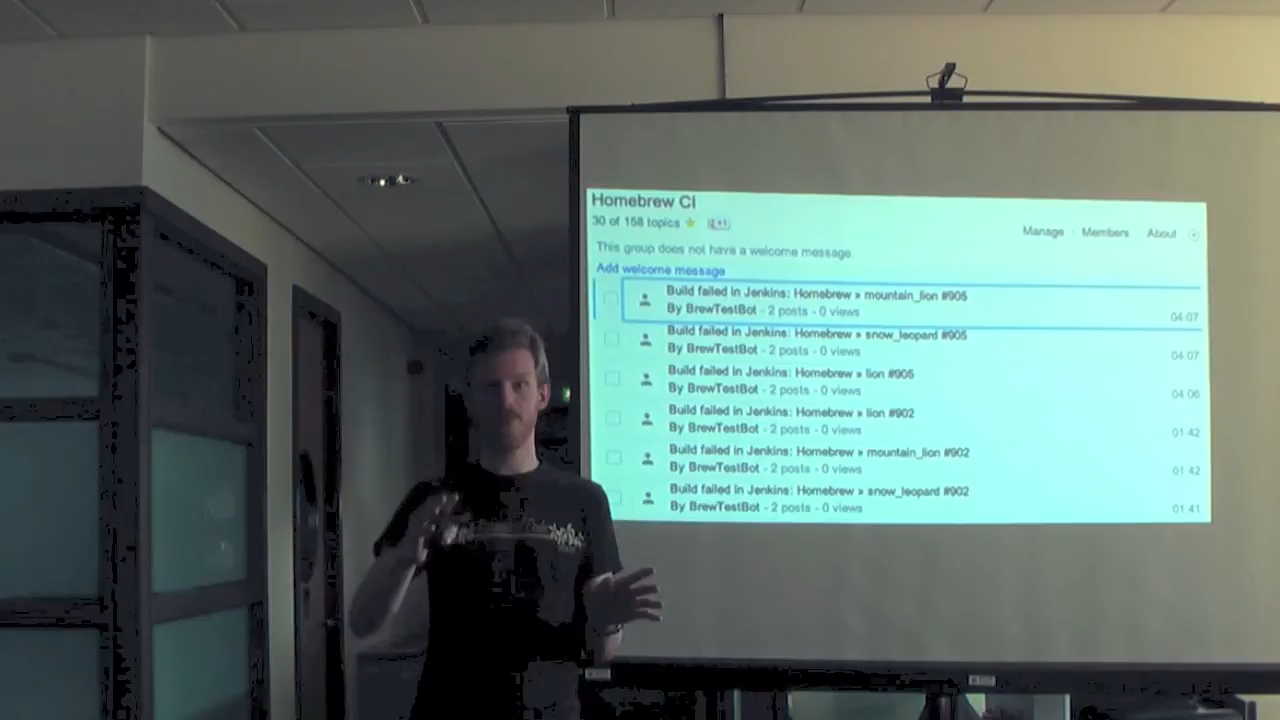 Homebrew CI
30 of 158 topics
Manage · Members About
This group does not have a welcome message.
Add welcome message
Build failed in Jenkins: Homebrew » mountain_lion #905
By BrewTestBot - 2 posts - 0 views
04:07
Build failed in Jenkins: Homebrew » snow_leopard #905
By BrewTestBot - 2 posts - 0 views
04:07
Build failed in Jenkins: Homebrew » lion #905
By BrewTestBot - 2 posts - 0 views
04:06
Build failed in Jenkins: Homebrew » lion #902
By BrewTestBot - 2 posts - 0 views
01:42
Build failed in Jenkins: Homebrew » mountain_lion #902
By BrewTestBot - 2 posts - 0 views
01:42
Build failed in Jenkins: Homebrew » snow_leopard #902
By BrewTestBot - 2 posts - 0 views
01:41